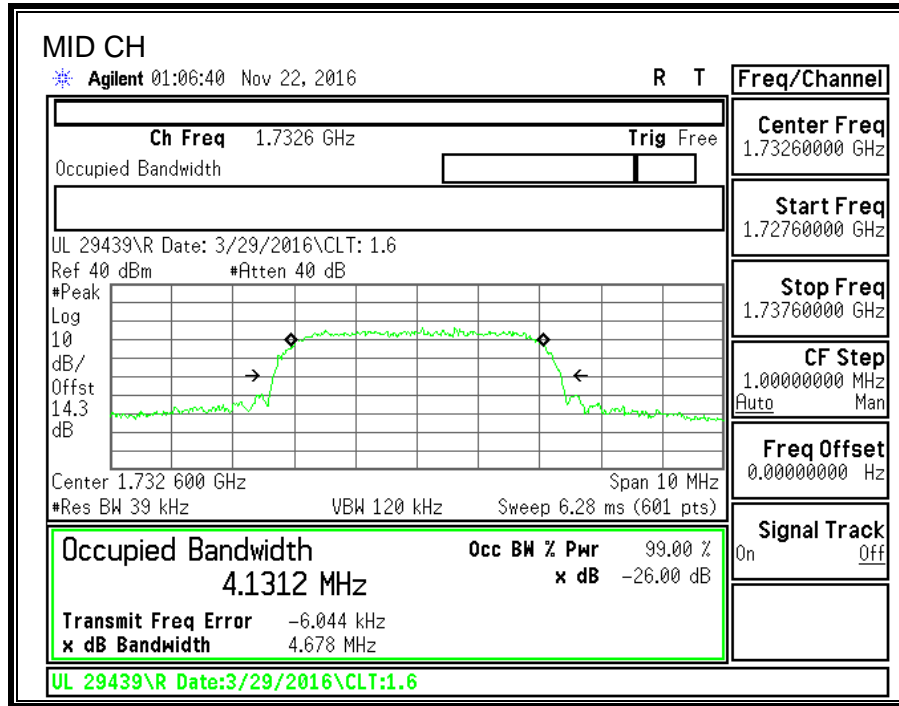 MID CH
Agilent 01:06:40 Nov 22, 2016 R T
Ch Freq 1.7326 GHz Trig Free
Occupied Bandwidth
UL 29439\R Date: 3/29/2016\CLT: 1.6
Ref 40 dBm #Atten 40 dB
#Peak
Log
10
dB/
Offst
14.3
dB
Center 1.732 600 GHz Span 10 MHz
#Res BW 39 kHz VBW 120 kHz Sweep 6.28 ms (601 pts)
Occupied Bandwidth Occ BW % Pwr 99.00 %
4.1312 MHz x dB -26.00 dB
Transmit Freq Error -6.044 kHz
x dB Bandwidth 4.678 MHz
UL 29439\R Date:3/29/2016\CLT:1.6
Freq/Channel
Center Freq
1.73260000 GHz
Start Freq
1.72760000 GHz
Stop Freq
1.73760000 GHz
CF Step
1.00000000 MHz
Auto Man
Freq Offset
0.00000000 Hz
Signal Track
On Off